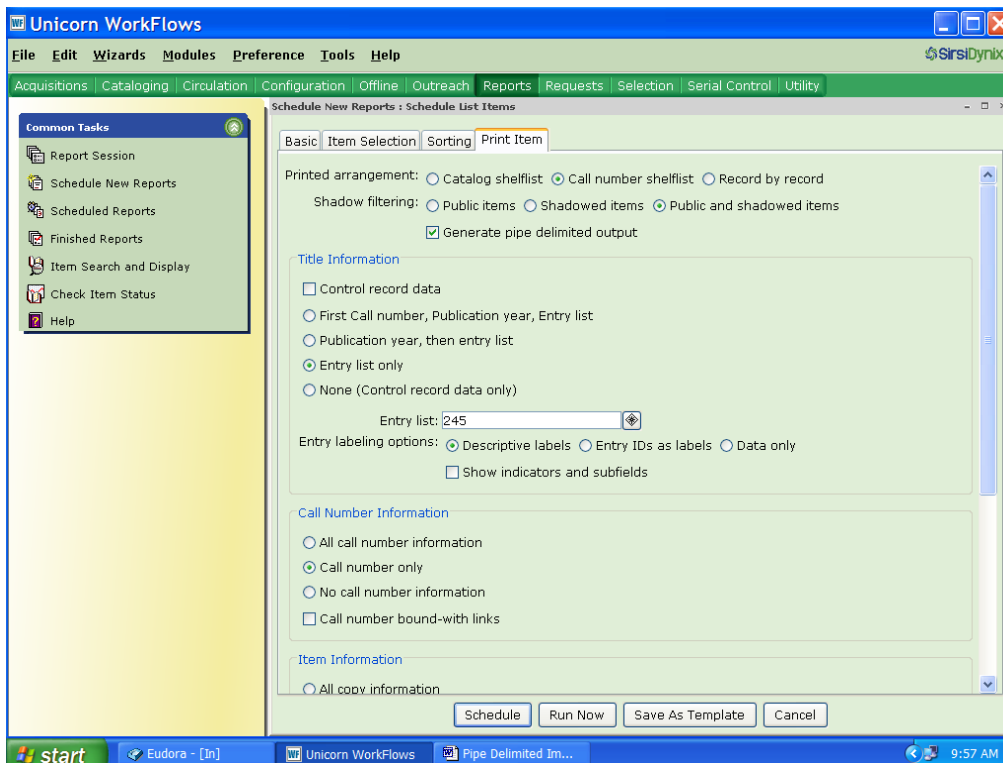 Unicorn WorkFlows
File Edit Wizards Modules Preference Tools Help
SirsiDynix
Acquisitions Cataloging Circulation Configuration Offline Outreach Reports Requests Selection Serial Control Utility
Schedule New Reports : Schedule List Items
Common Tasks
Report Session
Schedule New Reports
Scheduled Reports
Finished Reports
Item Search and Display
Check Item Status
Help
Basic Item Selection Sorting Print Item
Printed arrangement: Catalog shelflist Call number shelflist Record by record
Shadow filtering: Public items Shadowed items Public and shadowed items
Generate pipe delimited output
Title Information
Control record data
First Call number, Publication year, Entry list
Publication year, then entry list
Entry list only
None (Control record data only)
Entry list: 245
Entry labeling options: Descriptive labels Entry IDs as labels Data only
Show indicators and subfields
Call Number Information
All call number information
Call number only
No call number information
Call number bound-with links
Item Information
All copy information
Schedule Run Now Save As Template Cancel
start Eudora - [In] Unicorn WorkFlows Pipe Delimited Im... 9:57 AM